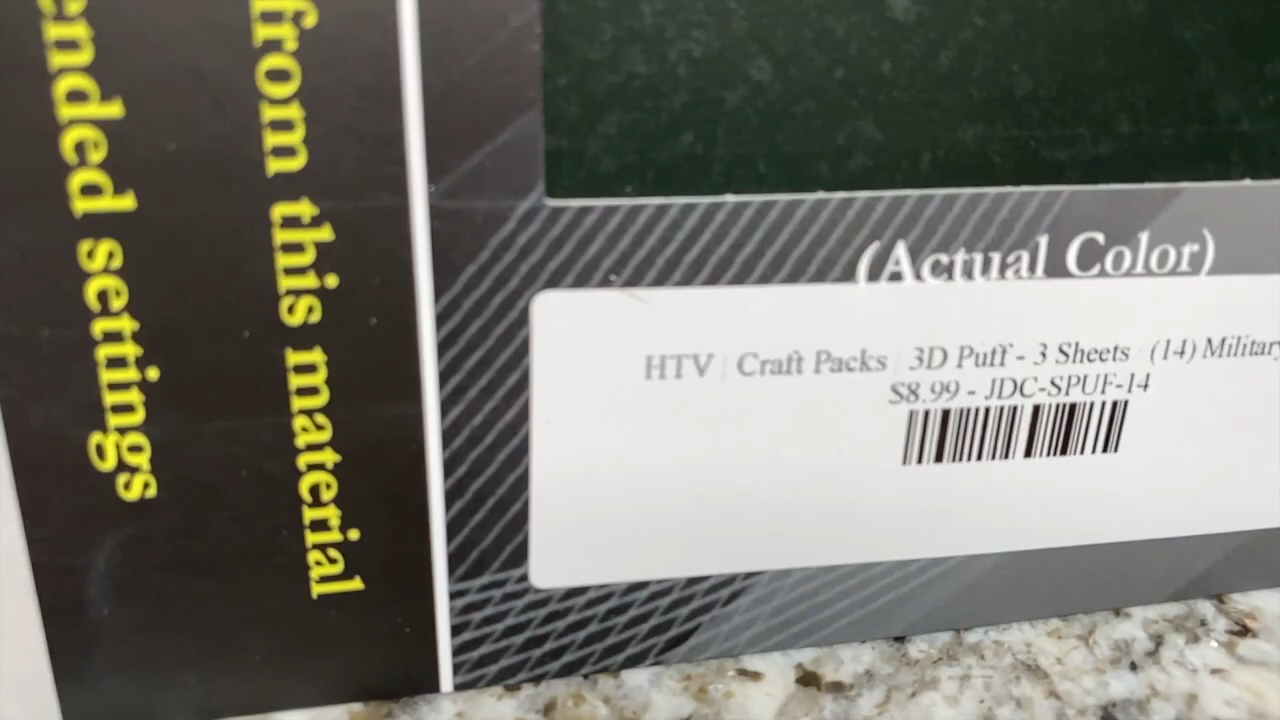 from this material
ended settings
(Actual Color)
HTV | Craft Packs | 3D Puff - 3 Sheets (14) Military
$8.99 - JDC-SPUF-14